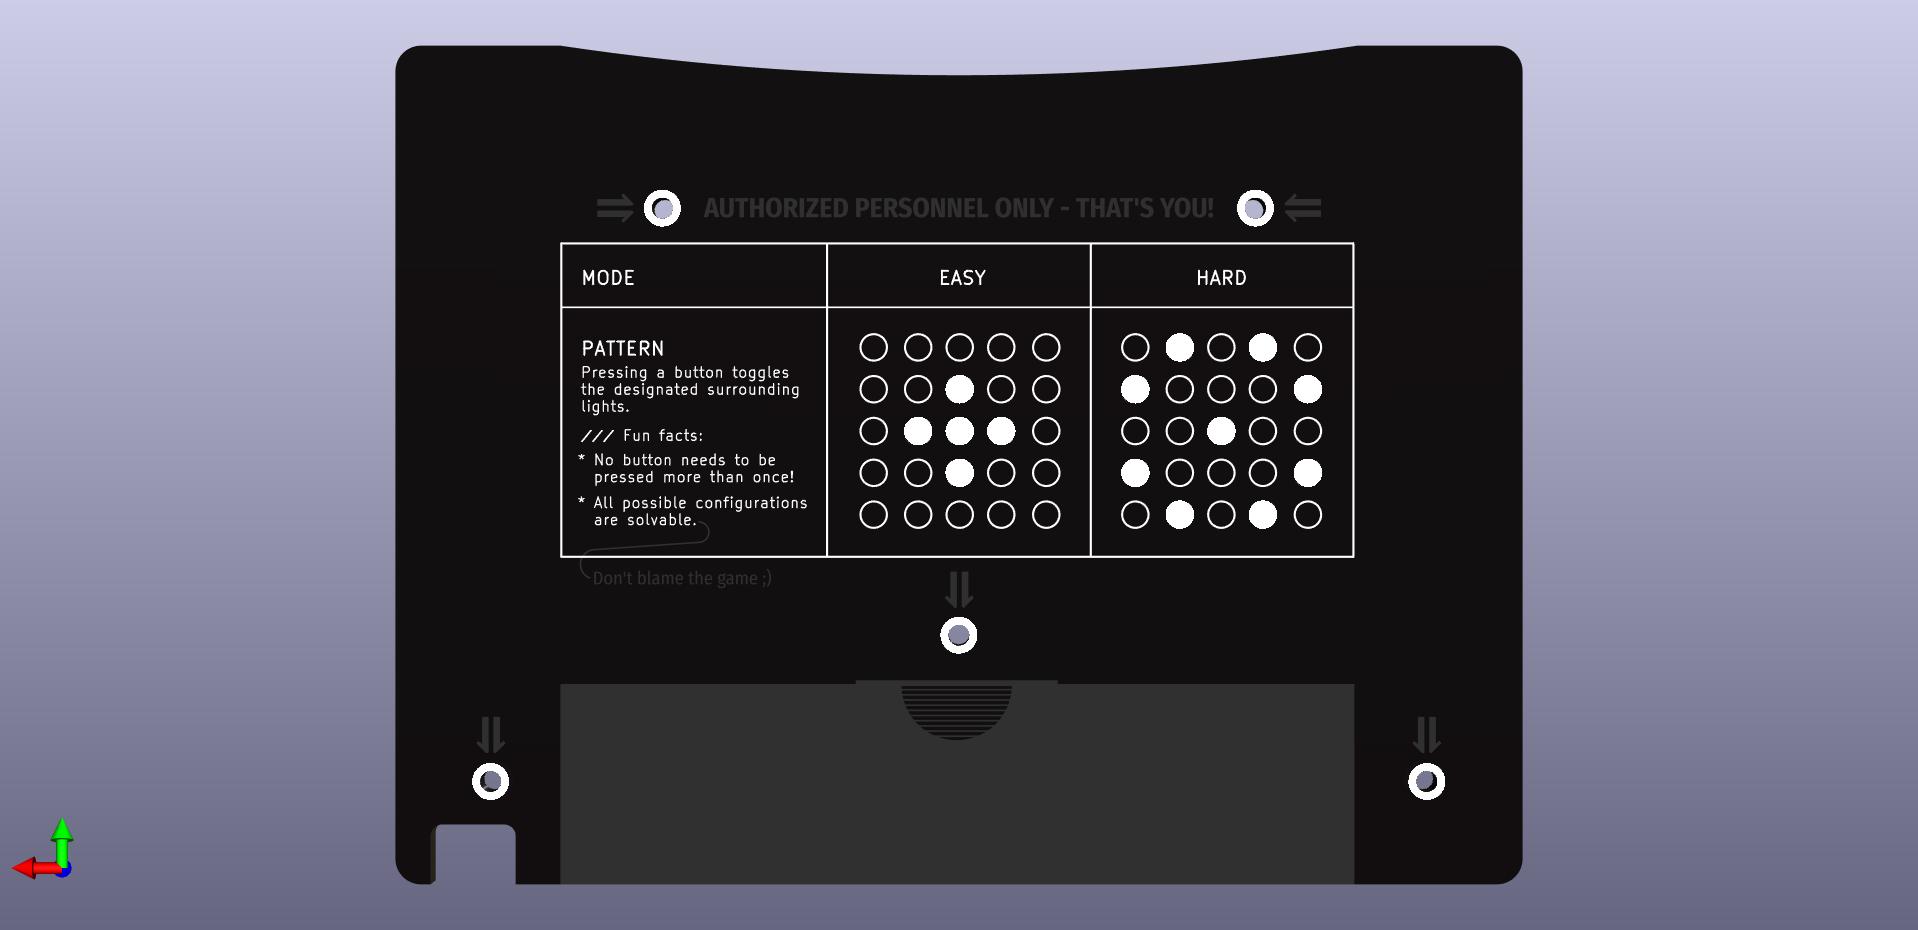 AUTHORIZED PERSONNEL ONLY - THAT'S YOU!
MODE
EASY
HARD
PATTERN
Pressing a button toggles
the designated surrounding
lights.
/// Fun facts:
* No button needs to be
pressed more than once!
* All possible configurations
are solvable.
Don't blame the game ;)